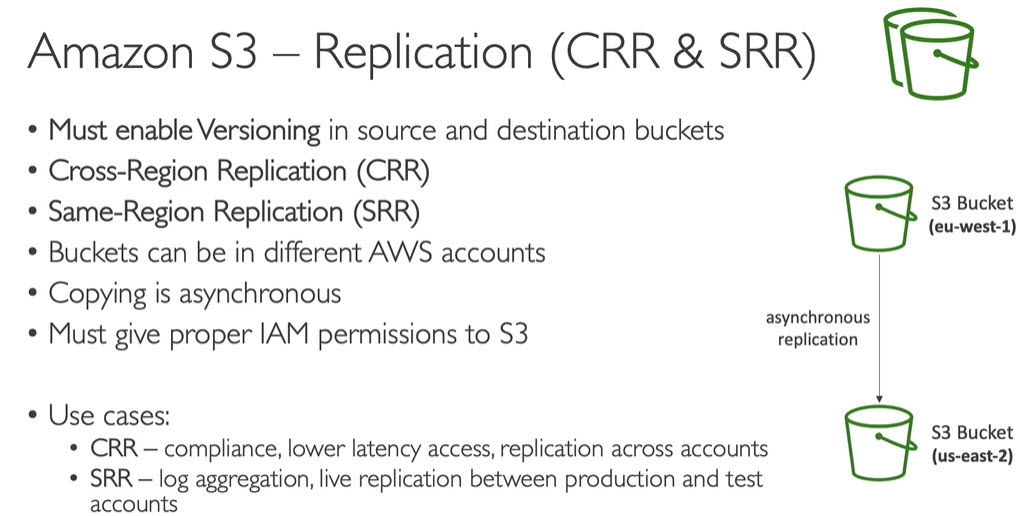 Amazon S3 – Replication (CRR & SRR)
• Must enable Versioning in source and destination buckets
• Cross-Region Replication (CRR)
• Same-Region Replication (SRR)
• Buckets can be in different AWS accounts
• Copying is asynchronous
• Must give proper IAM permissions to S3
• Use cases:
• CRR – compliance, lower latency access, replication across accounts
• SRR – log aggregation, live replication between production and test
accounts
S3 Bucket
(eu-west-1)
asynchronous
replication
S3 Bucket
(us-east-2)